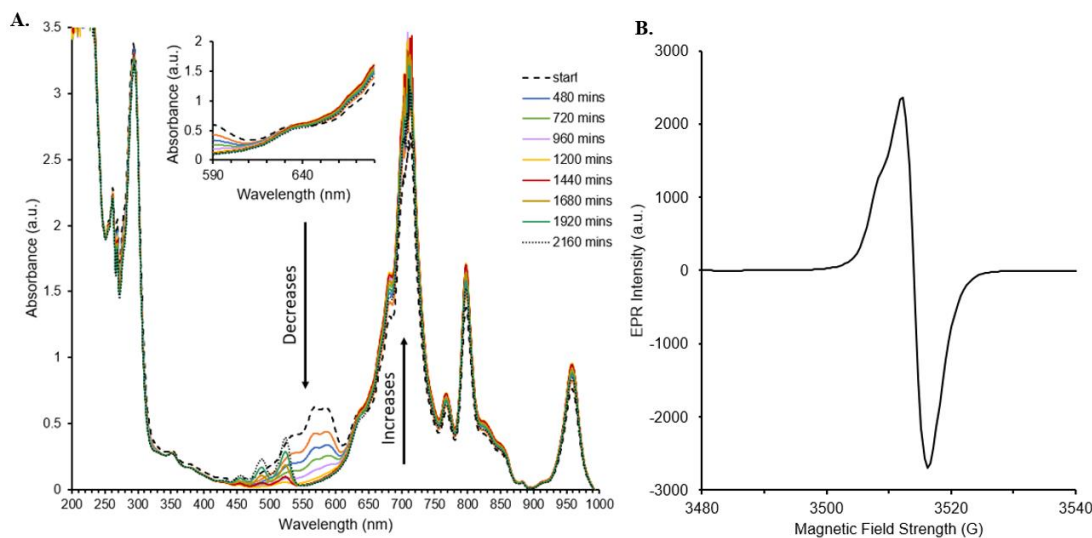 A.
B.
3.5
3
2.5
2
1.5
1
0.5
0
Absorbance (a.u.)
200 250 300 350 400 450 500 550 600 650 700 750 800 850 900 950 1000
Wavelength (nm)
2
1.5
1
0.5
0
Absorbance (a.u.)
590 640
Wavelength (nm)
start
480 mins
720 mins
960 mins
1200 mins
1440 mins
1680 mins
1920 mins
2160 mins
Decreases
Increases
3000
2000
1000
0
-1000
-2000
-3000
EPR Intensity (a.u.)
3480 3500 3520 3540
Magnetic Field Strength (G)